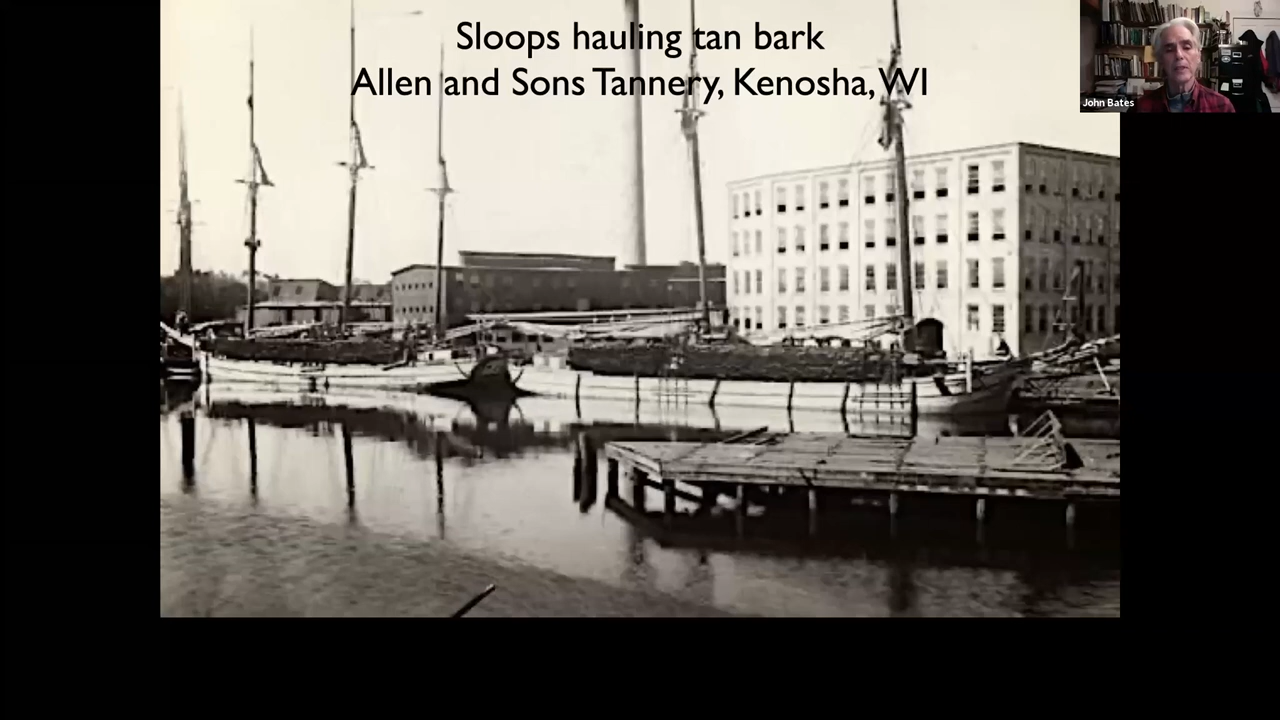 Sloops hauling tan bark
Allen and Sons Tannery, Kenosha, WI
John Bates